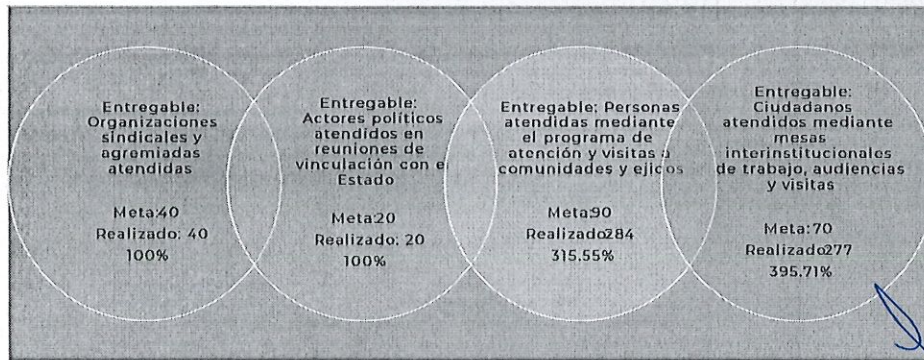 Entregable:
Organizaciones
sindicales y
agremiadas
atendidas
Meta:40
Realizado: 40
100%
Entregable:
Actores políticos
atendidos en
reuniones de
vinculación con el
Estado
Meta:20
Realizado: 20
100%
Entregable: Personas
atendidas mediante
el programa de
atención y visitas a
comunidades y ejidos
Meta:90
Realizado284
315.55%
Entregable:
Ciudadanos
atendidos mediante
mesas
interinstitucionales
de trabajo, audiencias
y visitas
Meta:70
Realizado277
395.71%